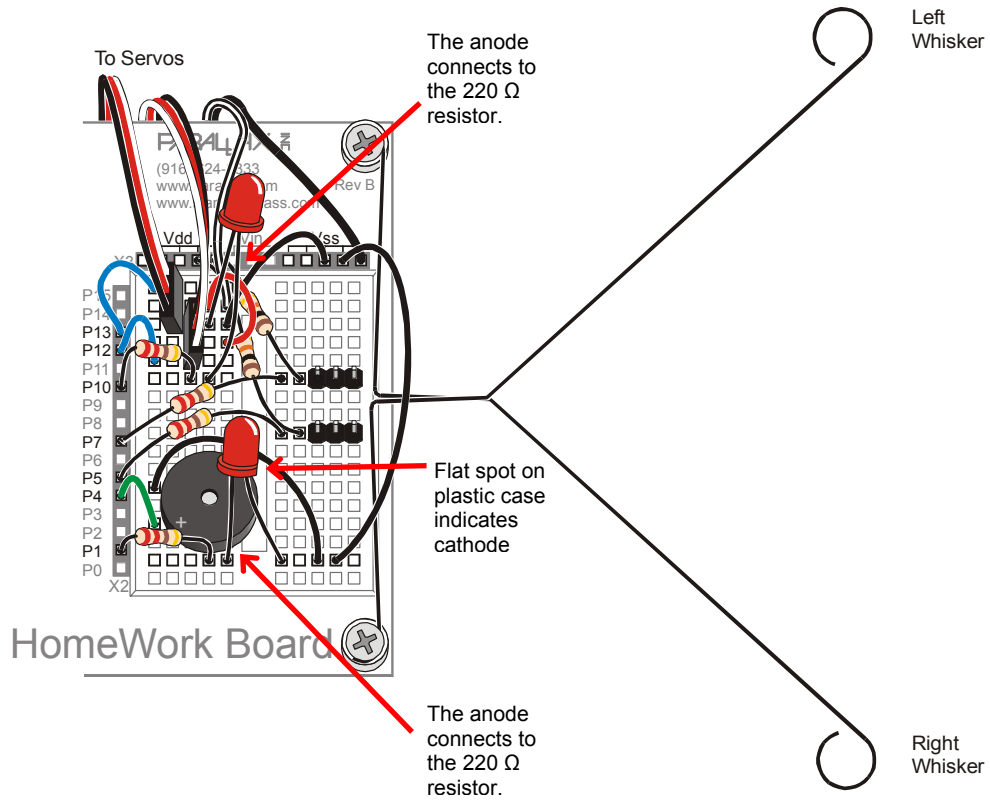 Left
Whisker
The anode
connects to
the 220 Ω
resistor.
To Servos
(916)
Rev B
Vdd
Vin
Vss
X3
P15
P14
P13
P12
P11
P10
P9
P8
P7
P6
P5
P4
P3
P2
P1
P0
X2
+
Flat spot on
plastic case
indicates
cathode
HomeWork Board
The anode
connects to
the 220 Ω
resistor.
Right
Whisker